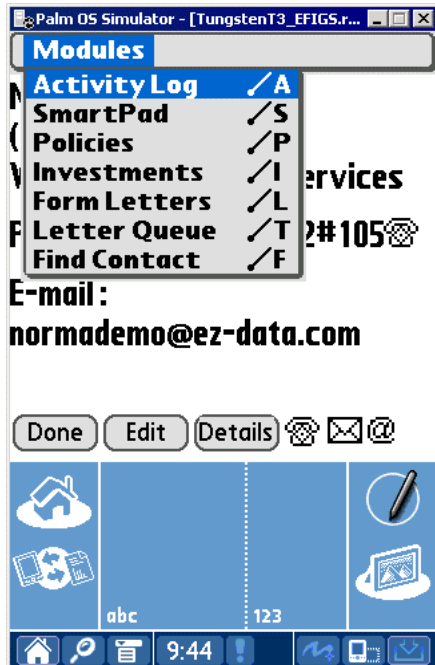 Palm OS Simulator - [TungstenT3_EFIGS.r...
Modules
Activity Log /A
SmartPad /S
Policies /P
Investments /I
Form Letters /L
Letter Queue /T
Find Contact /F
ervices
2#105
E-mail:
normademo@ez-data.com
Done Edit Details @
abc 123
9:44